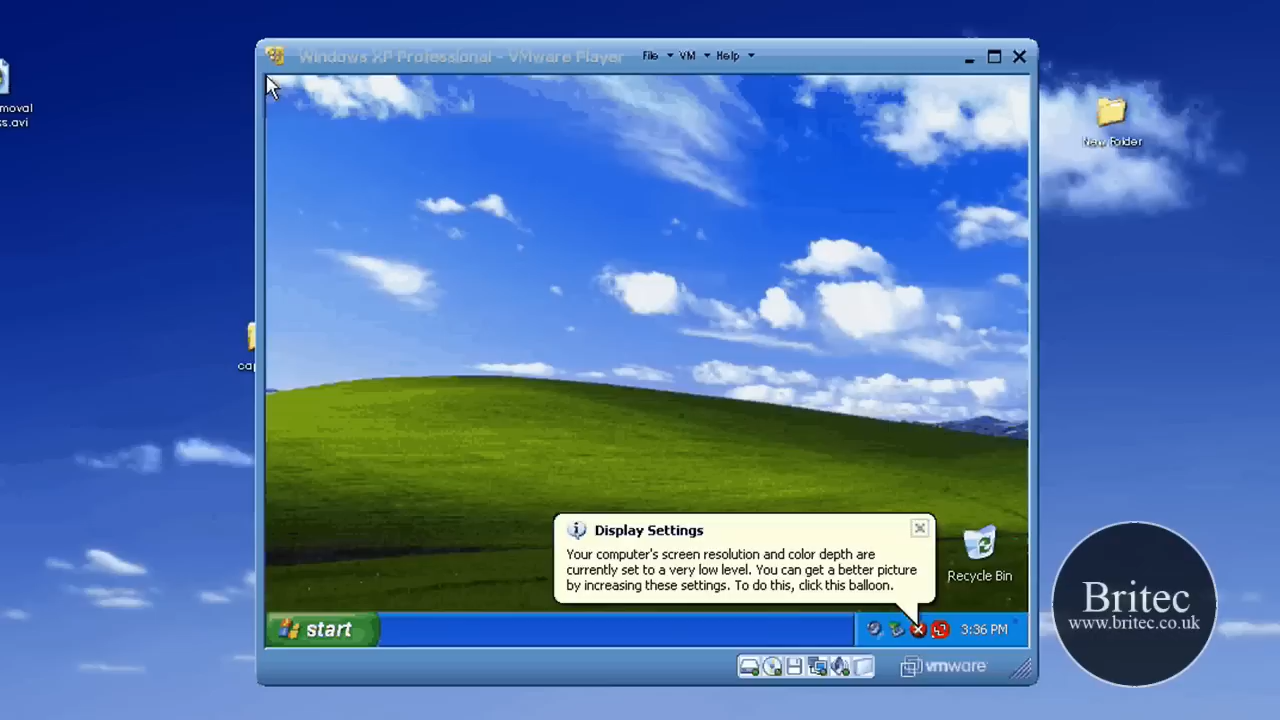 Windows XP Professional - VMware Player
File
VM
Help
moval
ss.avi
New Folder
cap
Display Settings
Your computer's screen resolution and color depth are
currently set to a very low level. You can get a better picture
by increasing these settings. To do this, click this balloon.
Recycle Bin
start
3:36 PM
vmware
Britec
www.britec.co.uk